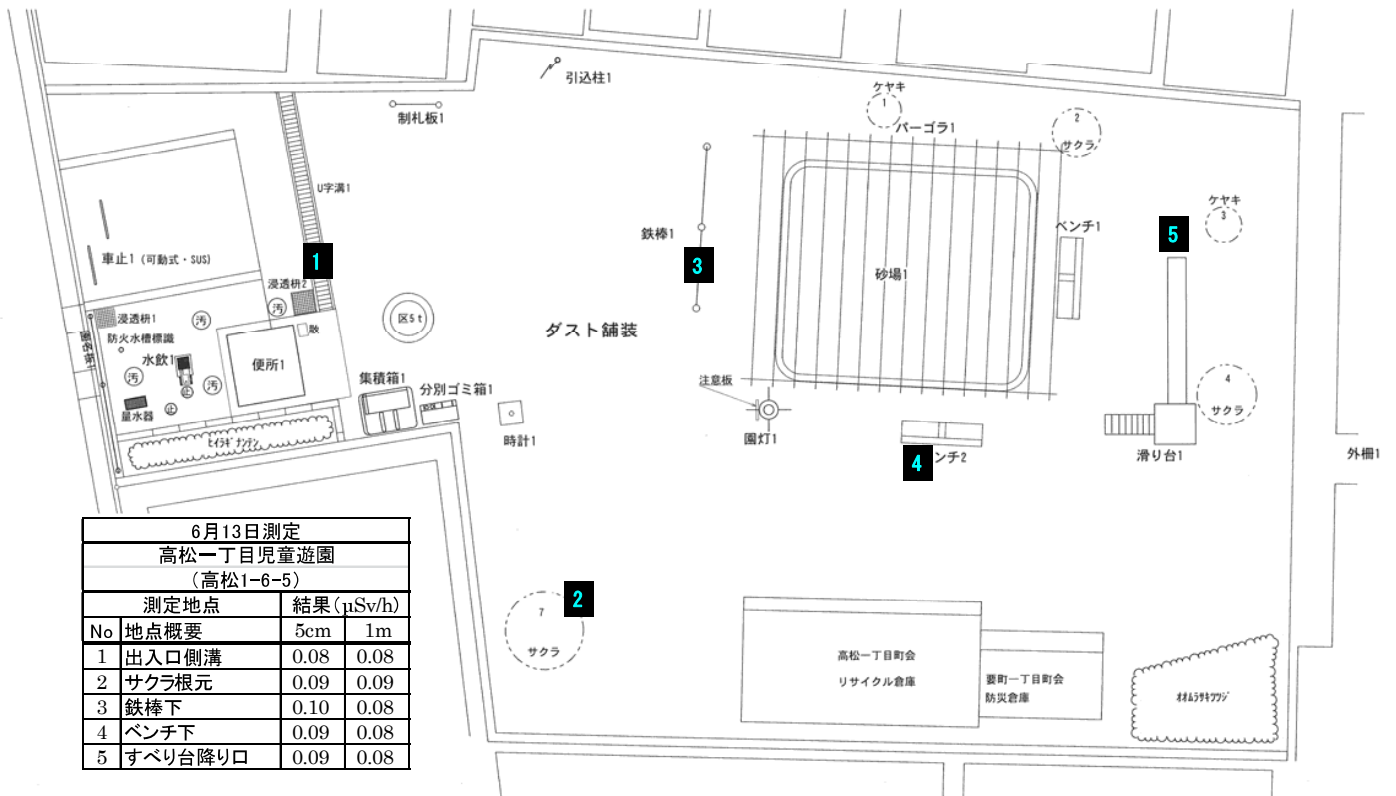 引込柱1
制札板1
ケヤキ
1
パーゴラ1
2
サクラ
U字溝1
ケヤキ
3
鉄棒1
ベンチ1
5
車止1 (可動式・SUS)
1
3
砂場1
浸透枡2
汚
浸透枡1
汚
区5t
ダスト舗装
防火水槽標識
水飲1
便所1
汚
汚
止
量水器
止
集積箱1
分別ゴミ箱1
注意板
4
サクラ
ヒイラギナンテン
時計1
園灯1
4
ンチ2
滑り台1
外柵1
6月13日測定
高松一丁目児童遊園
(高松1-6-5)
測定地点 結果(μSv/h)
No 地点概要 5cm 1m
1 出入口側溝 0.08 0.08
2 サクラ根元 0.09 0.09
3 鉄棒下 0.10 0.08
4 ベンチ下 0.09 0.08
5 すべり台降り口 0.09 0.08
2
7
サクラ
高松一丁目町会
リサイクル倉庫
要町一丁目町会
防災倉庫
オオムラサキツツジ